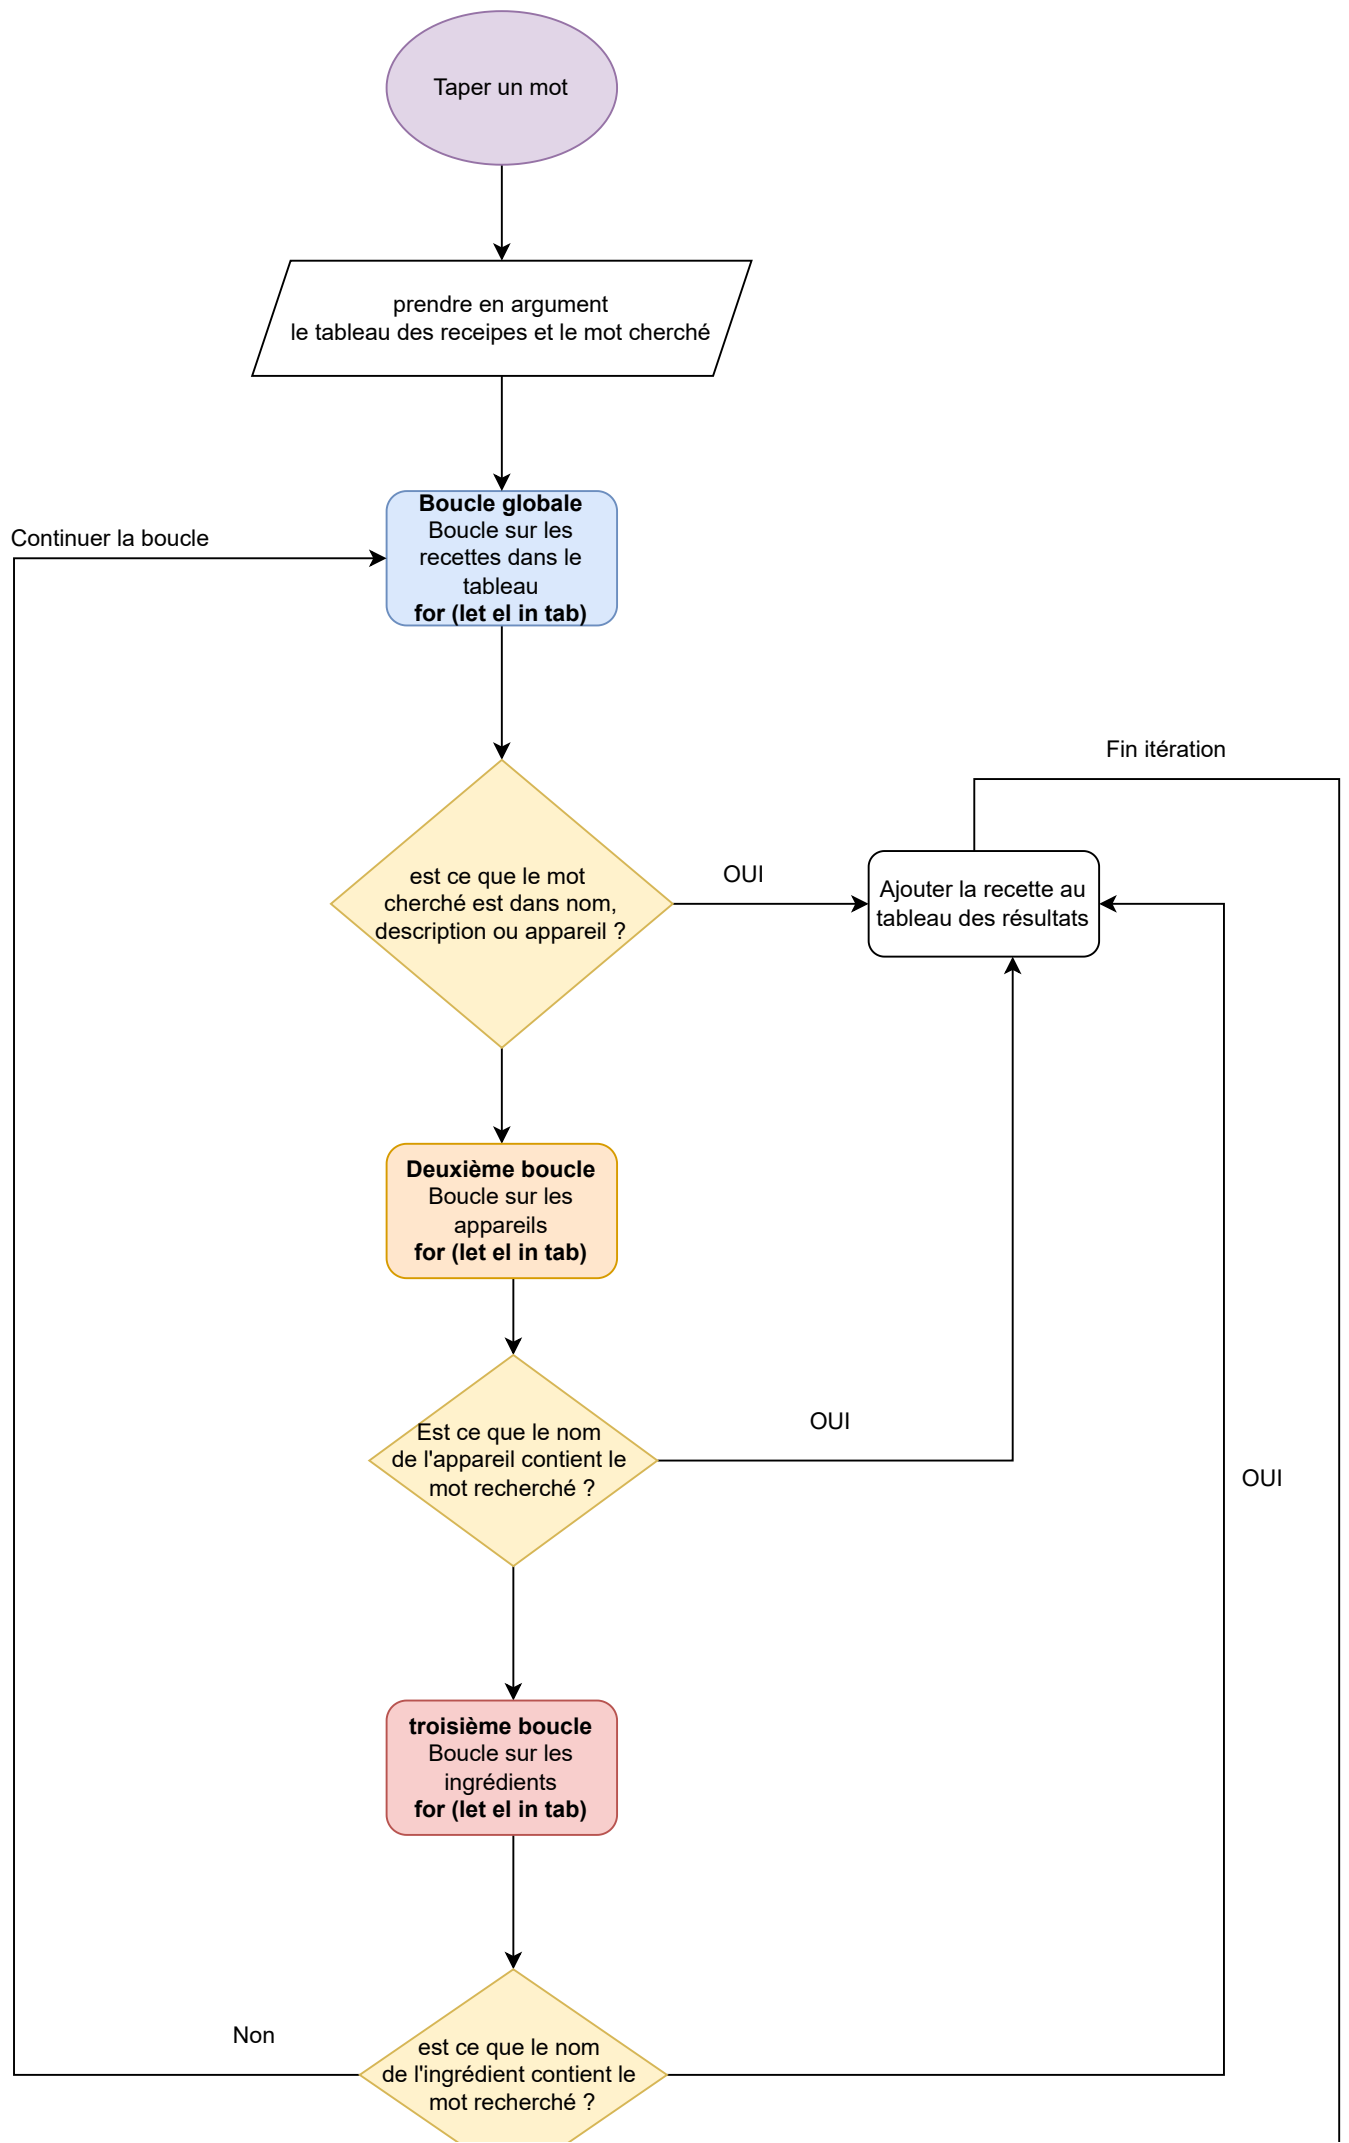 Taper un mot
prendre en argument
le tableau des receipes et le mot cherché
Continuer la boucle
Boucle globale
Boucle sur les
recettes dans le
tableau
for (let el in tab)
Fin itération
est ce que le mot
cherché est dans nom,
description ou appareil ?
OUI
Ajouter la recette au
tableau des résultats
Deuxième boucle
Boucle sur les
appareils
for (let el in tab)
Est ce que le nom
de l'appareil contient le
mot recherché ?
OUI
OUI
troisième boucle
Boucle sur les
ingrédients
for (let el in tab)
Non
est ce que le nom
de l'ingrédient contient le
mot recherché ?